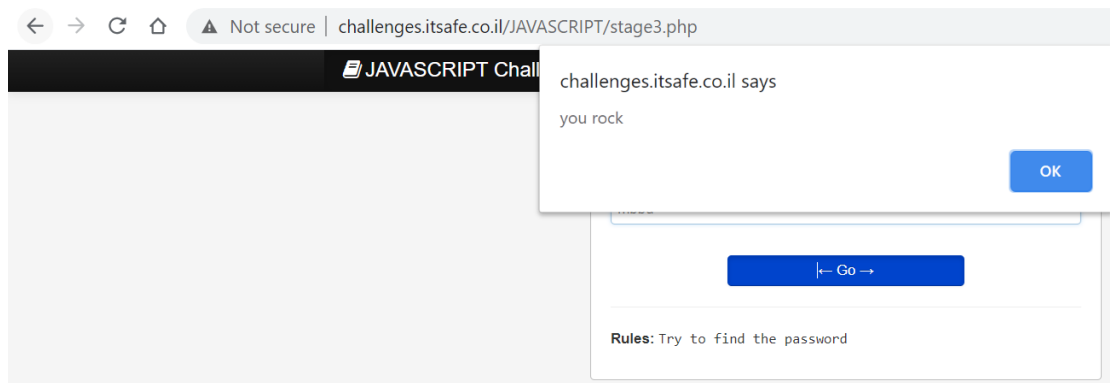 Not secure | challenges.itsafe.co.il/JAVASCRIPT/stage3.php
JAVASCRIPT Chall
challenges.itsafe.co.il says
you rock
OK
|← Go →
Rules: Try to find the password